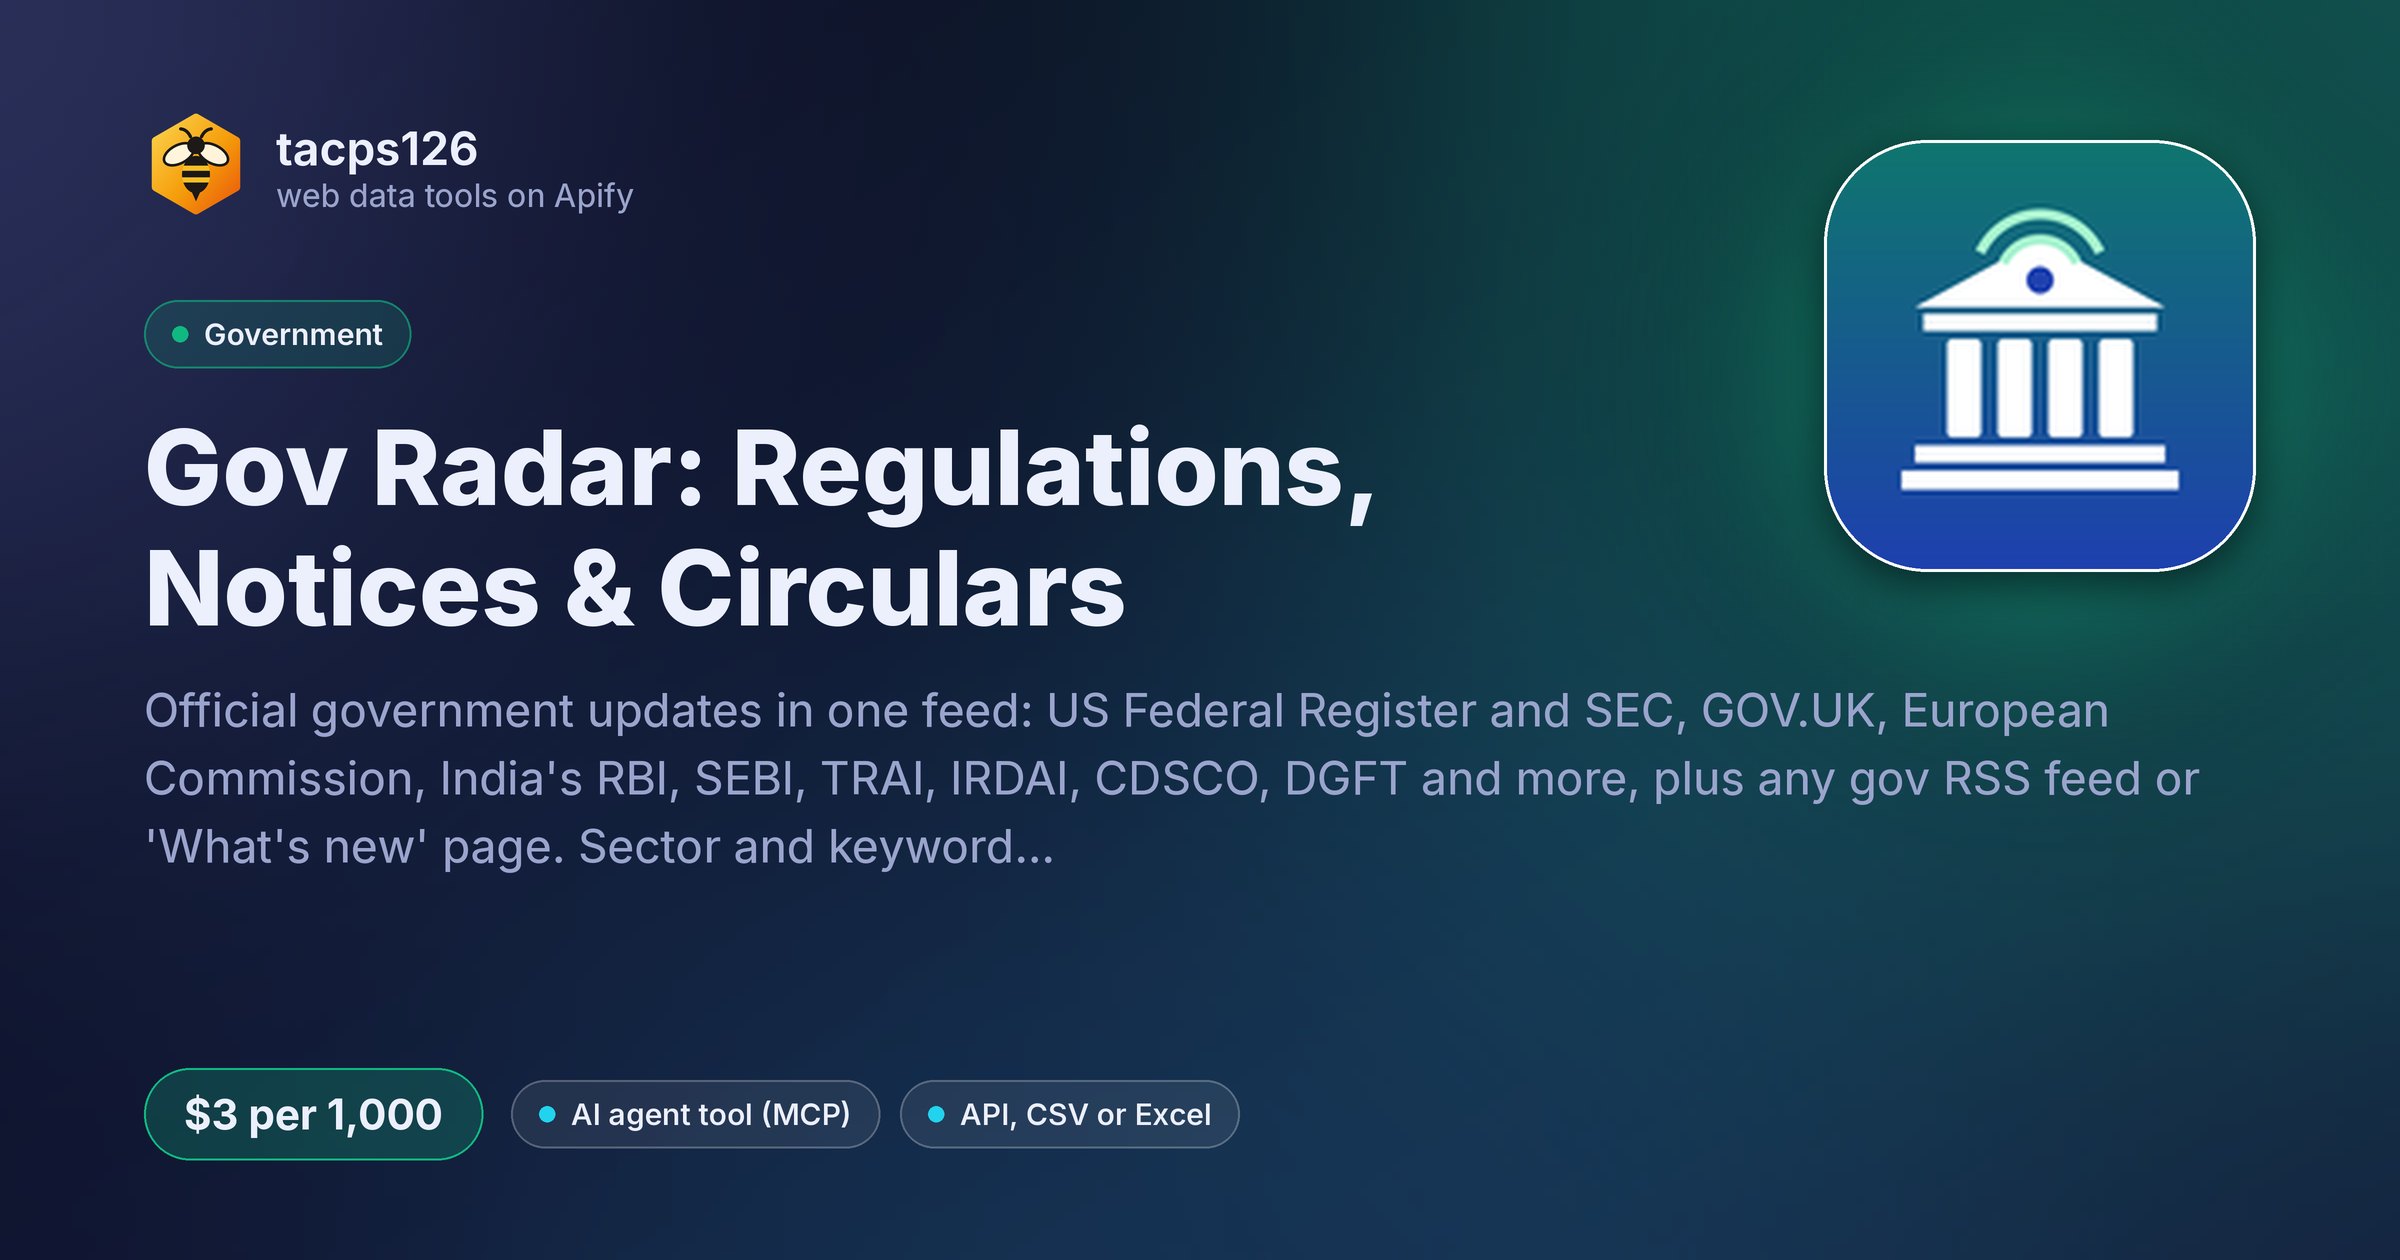 tacps126
web data tools on Apify
Government
Gov Radar: Regulations,
Notices & Circulars
Official government updates in one feed: US Federal Register and SEC, GOV.UK, European
Commission, India's RBI, SEBI, TRAI, IRDAI, CDSCO, DGFT and more, plus any gov RSS feed or
'What's new' page. Sector and keyword...
$3 per 1,000
AI agent tool (MCP)
API, CSV or Excel